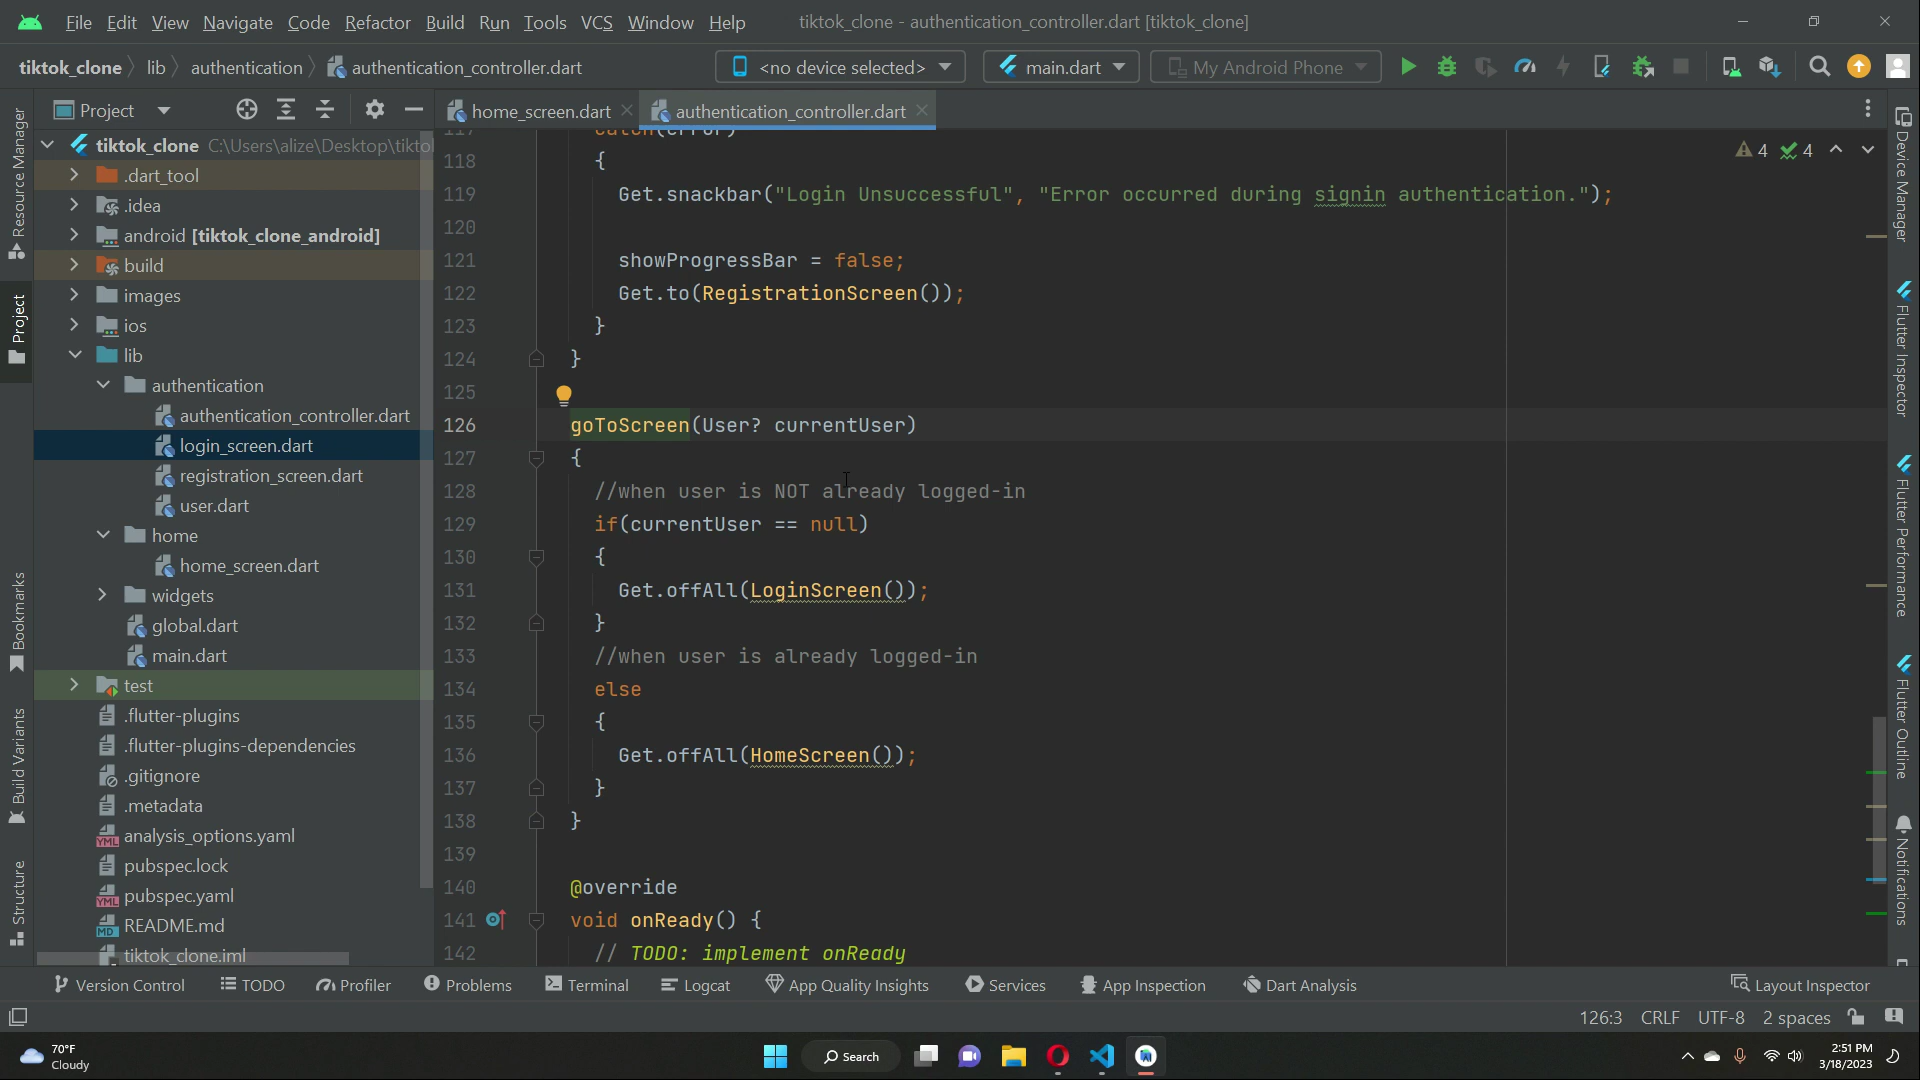 File Edit View Navigate Code Refactor Build Run Tools VCS Window Help tiktok_clone - authentication_controller.dart [tiktok_clone]
tiktok_clone lib authentication authentication_controller.dart <no device selected> main.dart My Android Phone
Project home_screen.dart authentication_controller.dart
tiktok_clone C:\Users\alize\Desktop\tikto
.dart_tool
.idea
android [tiktok_clone_android]
build
images
ios
lib
authentication
authentication_controller.dart
login_screen.dart
registration_screen.dart
user.dart
home
home_screen.dart
widgets
global.dart
main.dart
test
.flutter-plugins
.flutter-plugins-dependencies
.gitignore
.metadata
analysis_options.yaml
pubspec.lock
pubspec.yaml
README.md
tiktok_clone.iml
Resource Manager
Project
Bookmarks
Build Variants
Structure
117 catch(error)
118 {
119 Get.snackbar("Login Unsuccessful", "Error occurred during signin authentication.");
120
121 showProgressBar = false;
122 Get.to(RegistrationScreen());
123 }
124 }
125
126 goToScreen(User? currentUser)
127 {
128 //when user is NOT already logged-in
129 if(currentUser == null)
130 {
131 Get.offAll(LoginScreen());
132 }
133 //when user is already logged-in
134 else
135 {
136 Get.offAll(HomeScreen());
137 }
138 }
139
140 @override
141 void onReady() {
142 // TODO: implement onReady
4 4
Device Manager
Flutter Inspector
Flutter Performance
Flutter Outline
Notifications
Version Control TODO Profiler Problems Terminal Logcat App Quality Insights Services App Inspection Dart Analysis Layout Inspector
126:3 CRLF UTF-8 2 spaces
70°F
Cloudy
Search
2:51 PM
3/18/2023